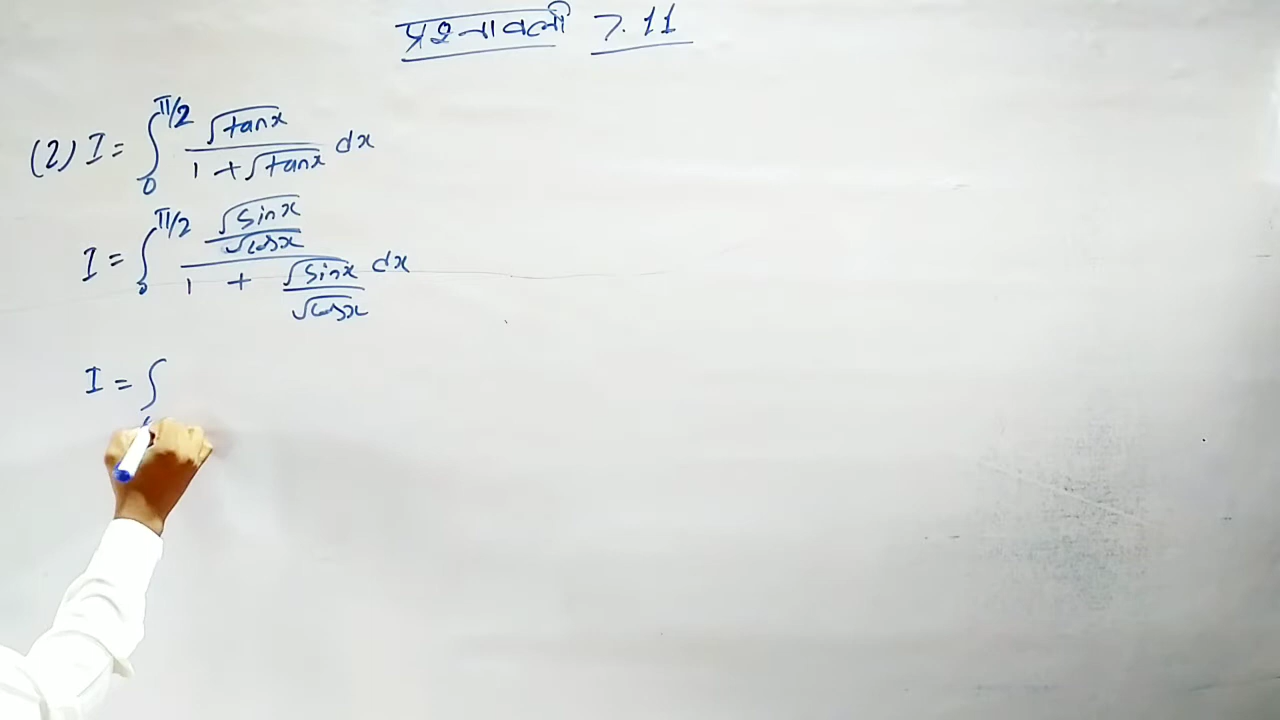 प्रश्नावली 7.11
(2) I = ∫₀^π/2 √tanx / (1 + √tanx) dx
I = ∫₀^π/2 (√sinx / √cosx) / (1 + √sinx / √cosx) dx
I = ∫